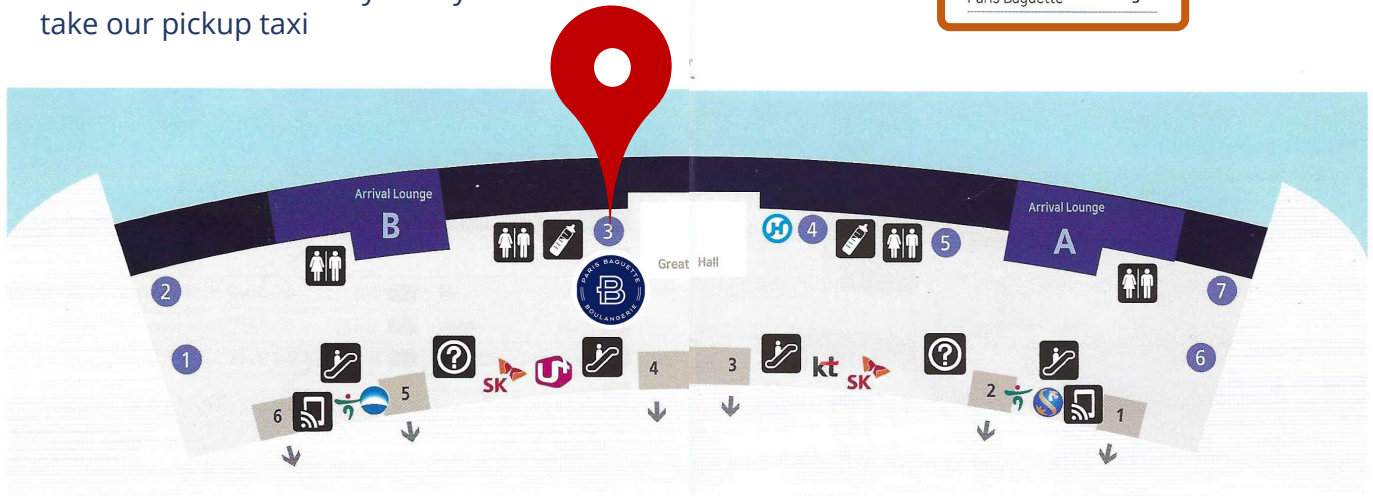 take our pickup taxi
Arrival Lounge
B
Arrival Lounge
A
3
4
5
PARIS BAGUETTE
B
BOULANGERIE
Great Hall
2
7
1
6
SK
U+
4
3
kt
SK
6
5
2
1